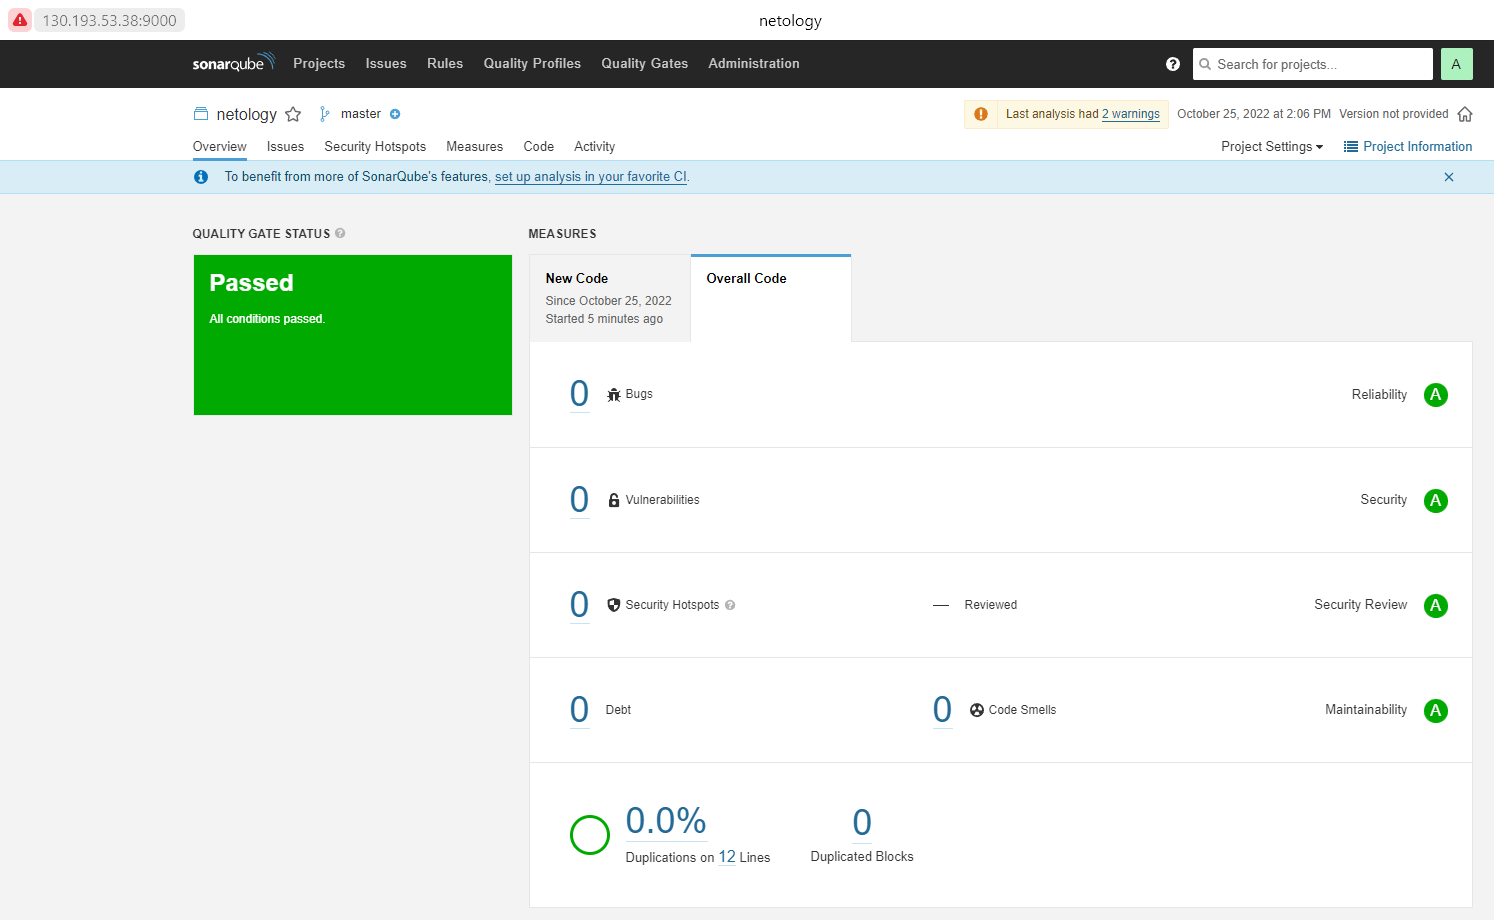 130.193.53.38:9000
netology
sonarqube Projects Issues Rules Quality Profiles Quality Gates Administration ? Search for projects... A
netology master Last analysis had 2 warnings October 25, 2022 at 2:06 PM Version not provided
Overview Issues Security Hotspots Measures Code Activity Project Settings Project Information
To benefit from more of SonarQube's features, set up analysis in your favorite CI.
QUALITY GATE STATUS ?
MEASURES
Passed
All conditions passed.
New Code
Since October 25, 2022
Started 5 minutes ago
Overall Code
0 Bugs Reliability A
0 Vulnerabilities Security A
0 Security Hotspots ? — Reviewed Security Review A
0 Debt 0 Code Smells Maintainability A
0.0% 0
Duplications on 12 Lines Duplicated Blocks